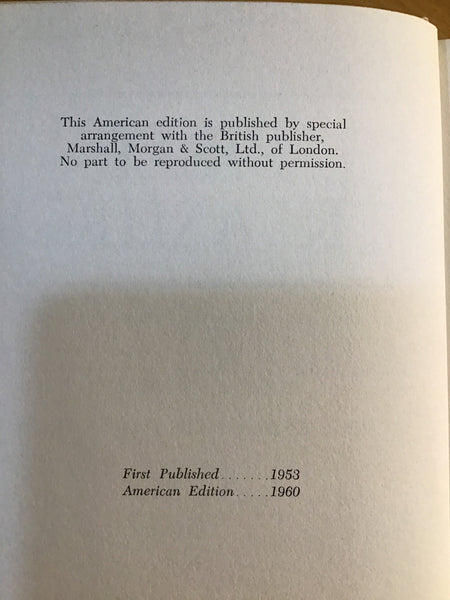 This American edition is published by special
arrangement with the British publisher,
Marshall, Morgan & Scott, Ltd., of London.
No part to be reproduced without permission.
First Published.......1953
American Edition.....1960